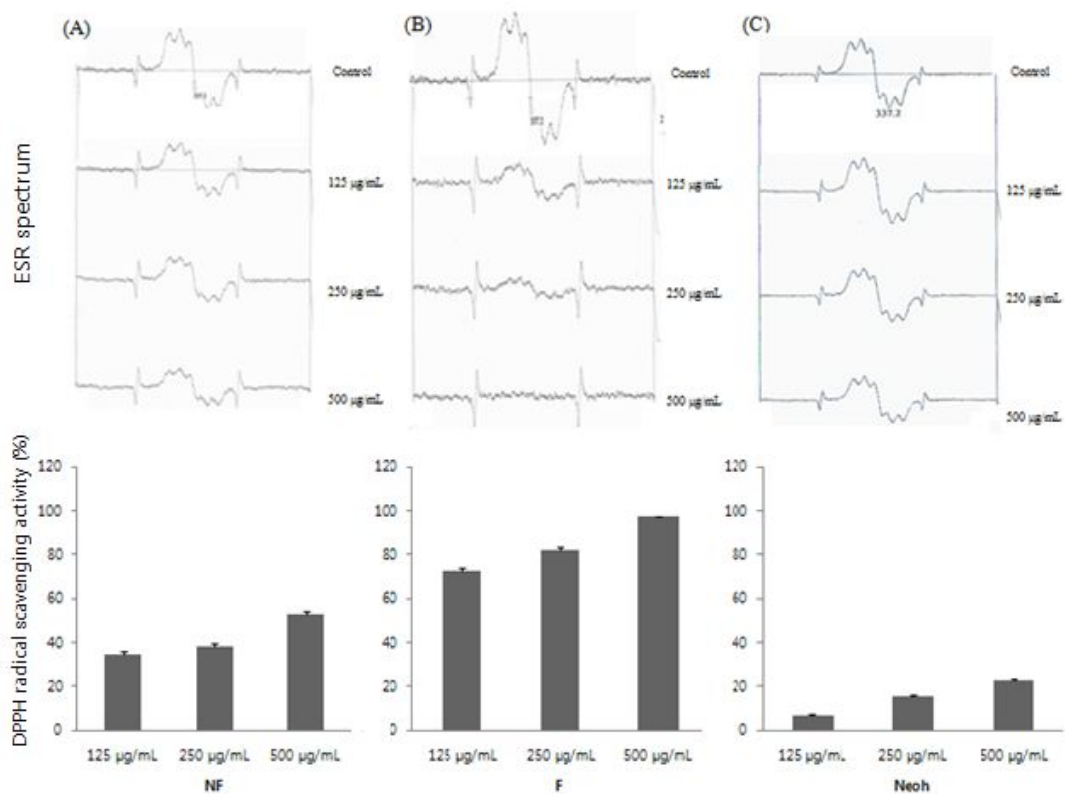 (A)
(B)
(C)
ESR spectrum
Control
125 µg/mL
250 µg/mL
500 µg/mL
Control
125 µg/mL
250 µg/mL
500 µg/mL
337.2
Control
125 µg/mL
250 µg/mL
500 µg/mL
DPPH radical scavenging activity (%)
120
100
80
60
40
20
0
125 µg/mL 250 µg/mL 500 µg/mL
NF
120
100
80
60
40
20
0
125 µg/mL 250 µg/mL 500 µg/mL
F
120
100
80
60
40
20
0
125 µg/mL 250 µg/mL 500 µg/mL
Neoh